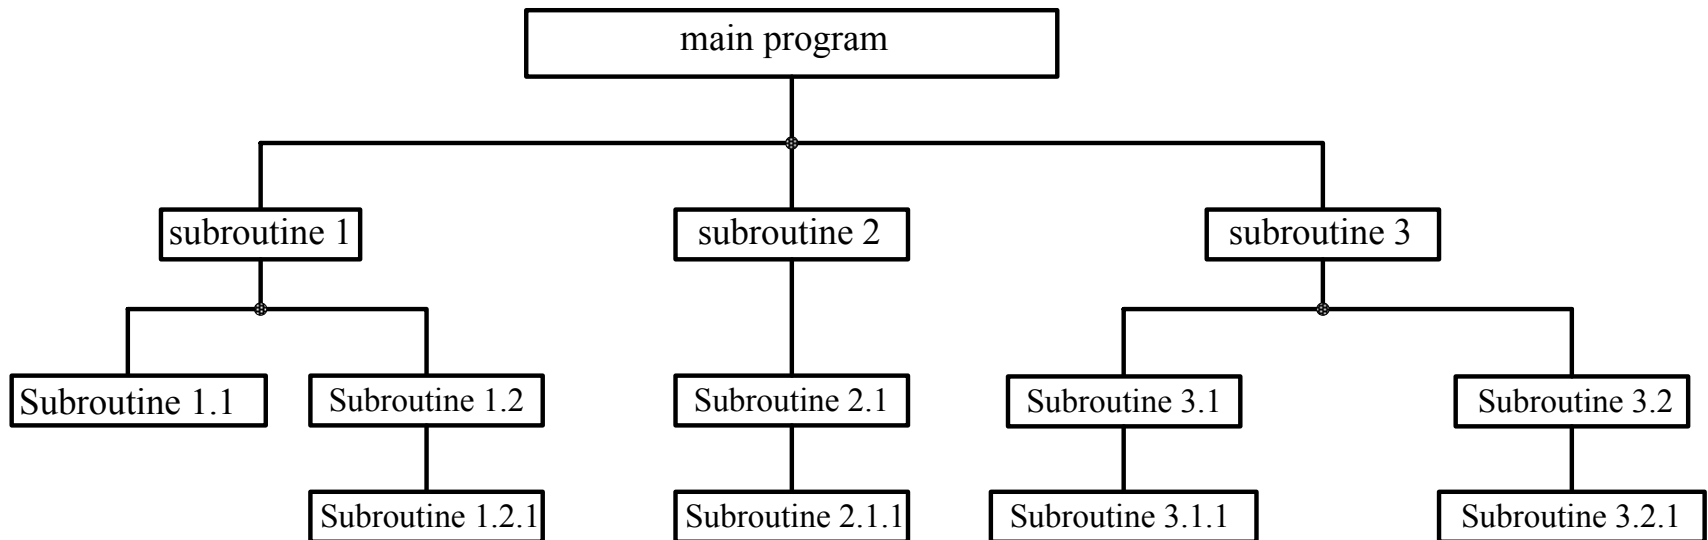 main program
subroutine 1
subroutine 2
subroutine 3
Subroutine 1.1
Subroutine 1.2
Subroutine 2.1
Subroutine 3.1
Subroutine 3.2
Subroutine 1.2.1
Subroutine 2.1.1
Subroutine 3.1.1
Subroutine 3.2.1